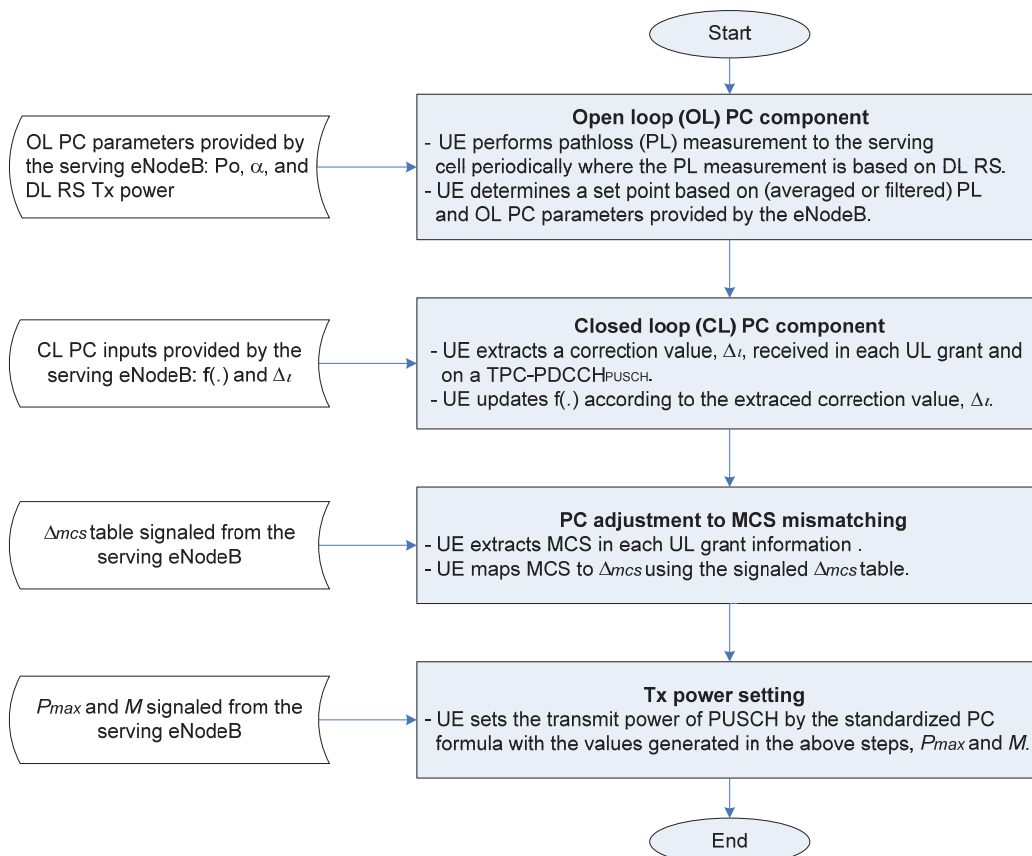 Start
OL PC parameters provided by
the serving eNodeB: Po, α, and
DL RS Tx power
Open loop (OL) PC component
- UE performs pathloss (PL) measurement to the serving
cell periodically where the PL measurement is based on DL RS.
- UE determines a set point based on (averaged or filtered) PL
and OL PC parameters provided by the eNodeB.
CL PC inputs provided by the
serving eNodeB: f(.) and Δι
Closed loop (CL) PC component
- UE extracts a correction value, Δι, received in each UL grant and
on a TPC-PDCCHPUSCH.
- UE updates f(.) according to the extraced correction value, Δι.
Δmcs table signaled from the
serving eNodeB
PC adjustment to MCS mismatching
- UE extracts MCS in each UL grant information .
- UE maps MCS to Δmcs using the signaled Δmcs table.
Pmax and M signaled from the
serving eNodeB
Tx power setting
- UE sets the transmit power of PUSCH by the standardized PC
formula with the values generated in the above steps, Pmax and M.
End